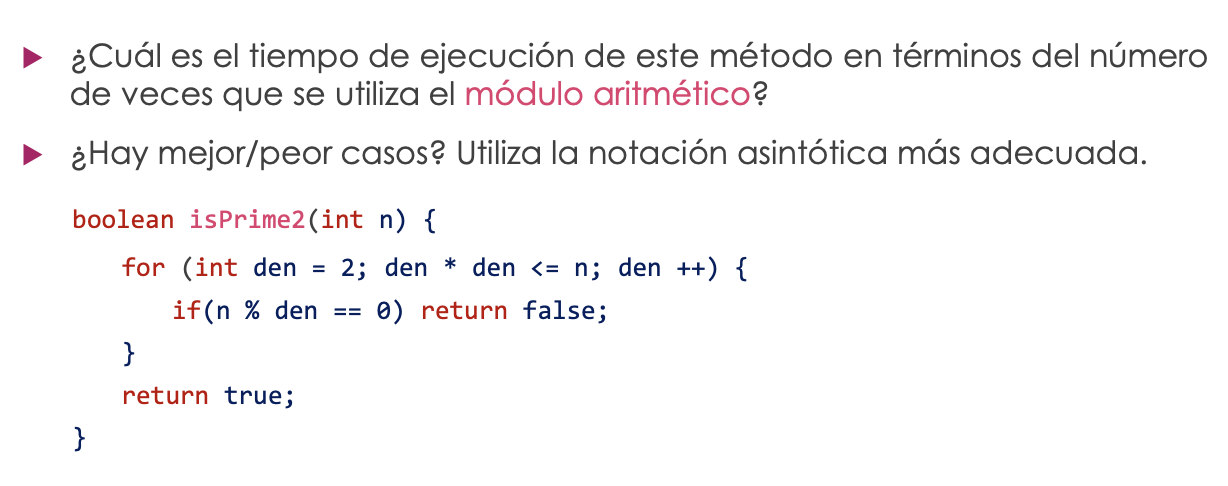 ¿Cuál es el tiempo de ejecución de este método en términos del número
de veces que se utiliza el módulo aritmético?
¿Hay mejor/peor casos? Utiliza la notación asintótica más adecuada.
boolean isPrime2(int n) {
for (int den = 2; den * den <= n; den ++) {
if(n % den == 0) return false;
}
return true;
}